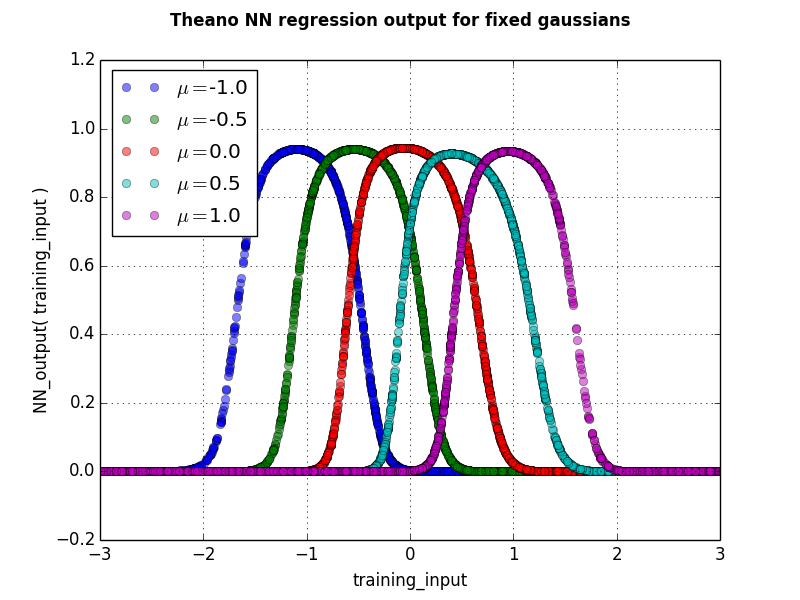 Theano NN regression output for fixed gaussians
1.2
1.0
0.8
0.6
0.4
0.2
0.0
−0.2
NN_output( training_input )
μ=-1.0
μ=-0.5
μ=0.0
μ=0.5
μ=1.0
−3 −2 −1 0 1 2 3
training_input